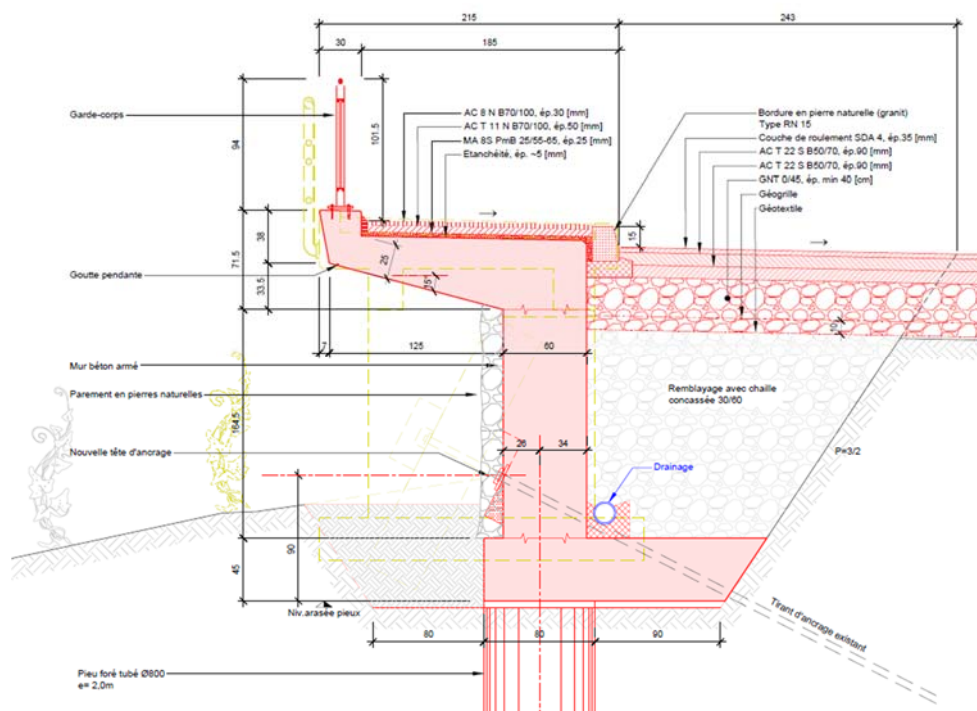 215
243
30
185
Garde-corps
94
101.5
AC 8 N B70/100, ép.30 [mm]
AC T 11 N B70/100, ép.50 [mm]
MA 8S PmB 25/55-65, ép.25 [mm]
Etanchéité, ép. ~5 [mm]
Bordure en pierre naturelle (granit)
Type RN 15
Couche de roulement SDA 4, ép.35 [mm]
AC T 22 S B50/70, ép.90 [mm]
AC T 22 S B50/70, ép.90 [mm]
GNT 0/45, ép. min 40 [cm]
Géogrille
Géotextile
15
38
71.5
33.5
25
15°
10
Goutte pendante
7
125
60
Mur béton armé
Parement en pierres naturelles
164.5
Remblayage avec chaille
concassée 30/60
Nouvelle tête d'ancrage
26
34
P=3/2
Drainage
90
45
Niv.arasée pieux
80
80
90
Tirant d'ancrage existant
Pieu foré tubé Ø800
e= 2,0m